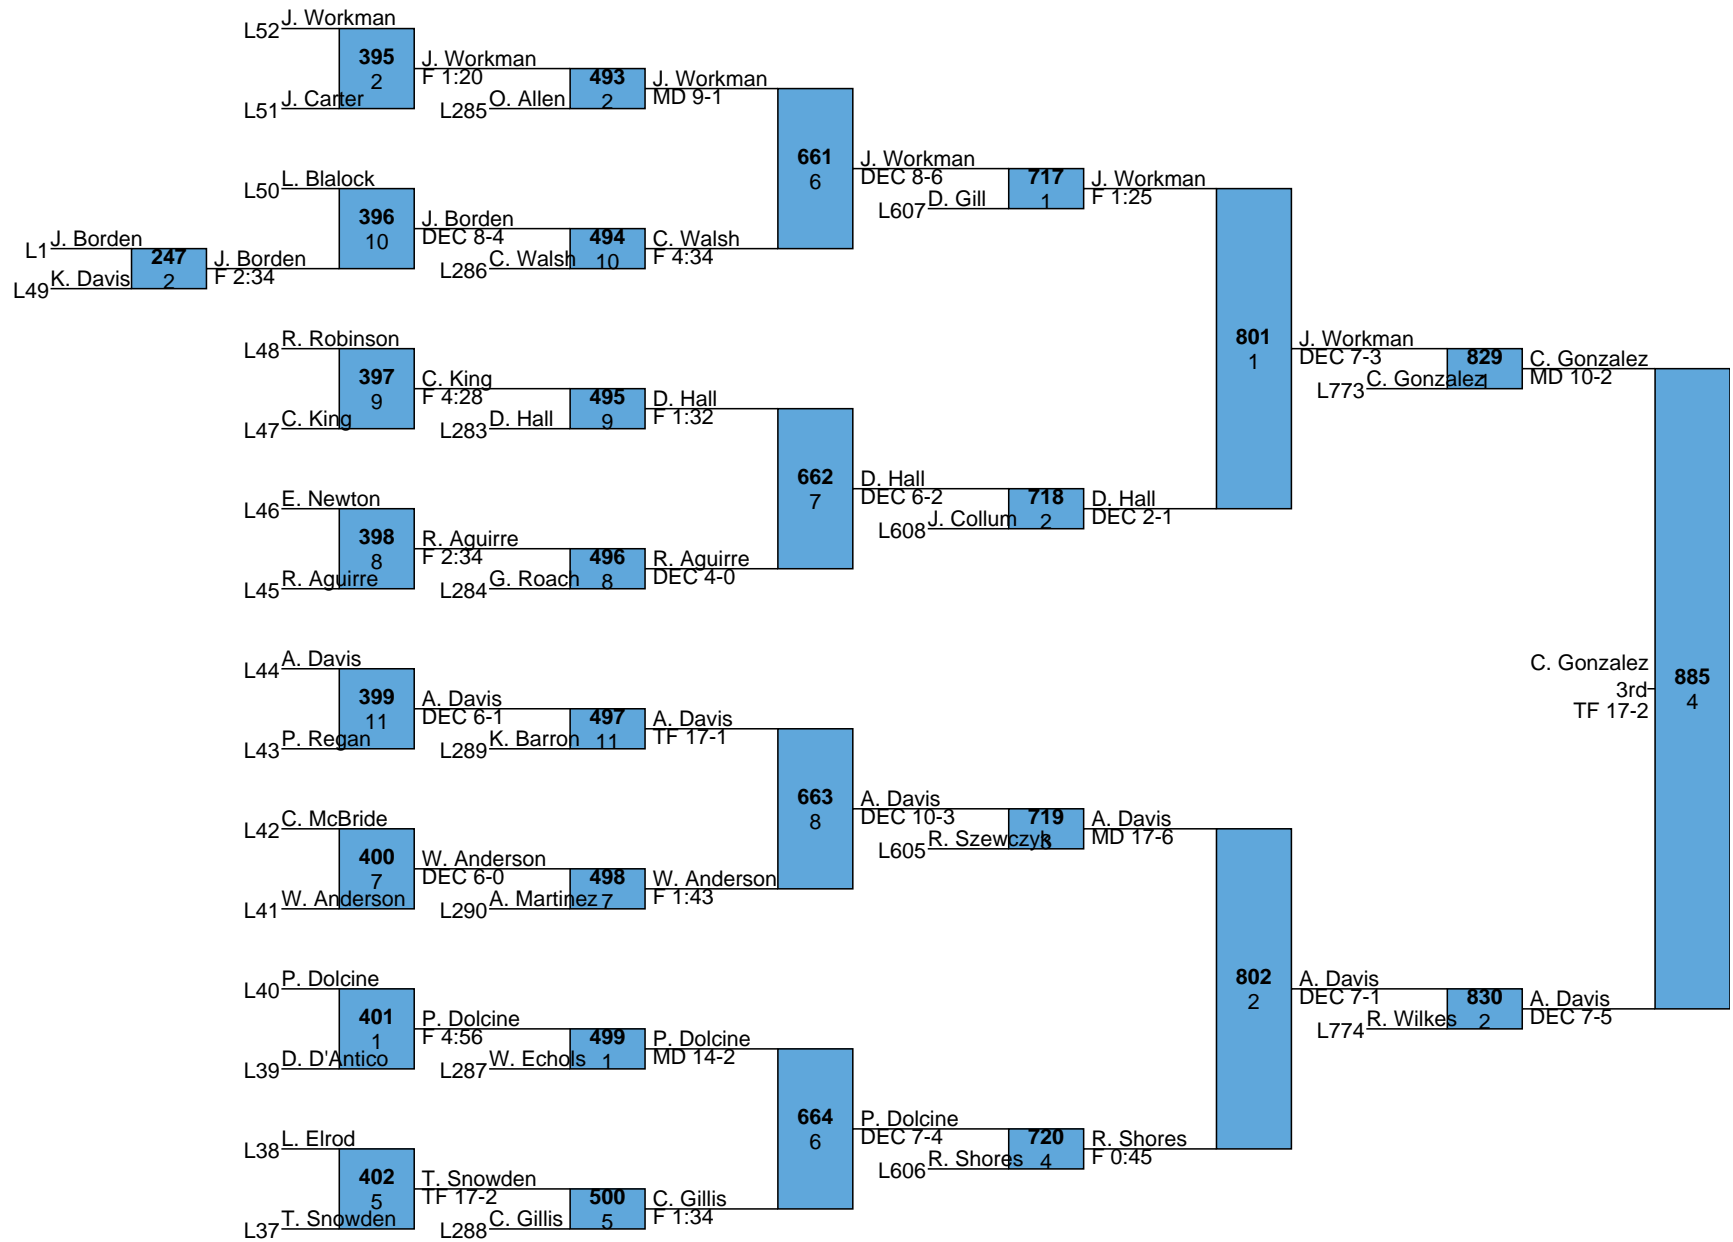 J. Workman
L52
395
2
J. Carter
L51
J. Workman
F 1:20
O. Allen
L285
493
2
J. Workman
MD 9-1
L. Blalock
L50
396
10
J. Borden
L1
K. Davis
L49
247
2
J. Borden
F 2:34
J. Borden
DEC 8-4
C. Walsh
L286
494
10
C. Walsh
F 4:34
661
6
J. Workman
DEC 8-6
D. Gill
L607
717
1
J. Workman
F 1:25
R. Robinson
L48
397
9
C. King
L47
C. King
F 4:28
D. Hall
L283
495
9
D. Hall
F 1:32
E. Newton
L46
398
8
R. Aguirre
L45
R. Aguirre
F 2:34
G. Roach
L284
496
8
R. Aguirre
DEC 4-0
662
7
D. Hall
DEC 6-2
J. Collum
L608
718
2
D. Hall
DEC 2-1
801
1
J. Workman
DEC 7-3
C. Gonzalez
L773
829
1
C. Gonzalez
MD 10-2
A. Davis
L44
399
11
P. Regan
L43
A. Davis
DEC 6-1
K. Barron
L289
497
11
A. Davis
TF 17-1
C. McBride
L42
400
7
W. Anderson
L41
W. Anderson
DEC 6-0
A. Martinez
L290
498
7
W. Anderson
F 1:43
663
8
A. Davis
DEC 10-3
R. Szewczyk
L605
719
3
A. Davis
MD 17-6
P. Dolcine
L40
401
1
D. D'Antico
L39
P. Dolcine
F 4:56
W. Echols
L287
499
1
P. Dolcine
MD 14-2
L. Elrod
L38
402
5
T. Snowden
L37
T. Snowden
TF 17-2
C. Gillis
L288
500
5
C. Gillis
F 1:34
664
6
P. Dolcine
DEC 7-4
R. Shores
L606
720
4
R. Shores
F 0:45
802
2
A. Davis
DEC 7-1
R. Wilkes
L774
830
2
A. Davis
DEC 7-5
C. Gonzalez
3rd
TF 17-2
885
4